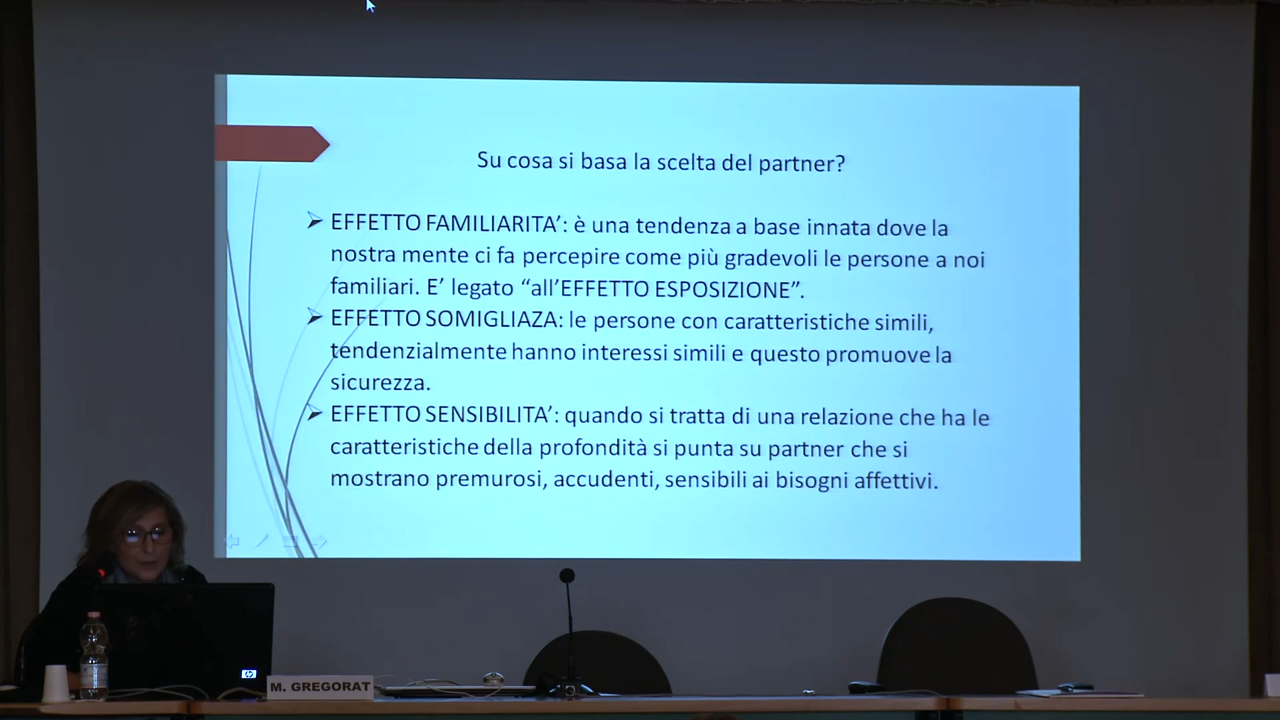 Su cosa si basa la scelta del partner?
EFFETTO FAMILIARITA’: è una tendenza a base innata dove la
nostra mente ci fa percepire come più gradevoli le persone a noi
familiari. E’ legato “all’EFFETTO ESPOSIZIONE”.
EFFETTO SOMIGLIAZA: le persone con caratteristiche simili,
tendenzialmente hanno interessi simili e questo promuove la
sicurezza.
EFFETTO SENSIBILITA’: quando si tratta di una relazione che ha le
caratteristiche della profondità si punta su partner che si
mostrano premurosi, accudenti, sensibili ai bisogni affettivi.
hp
M. GREGORAT